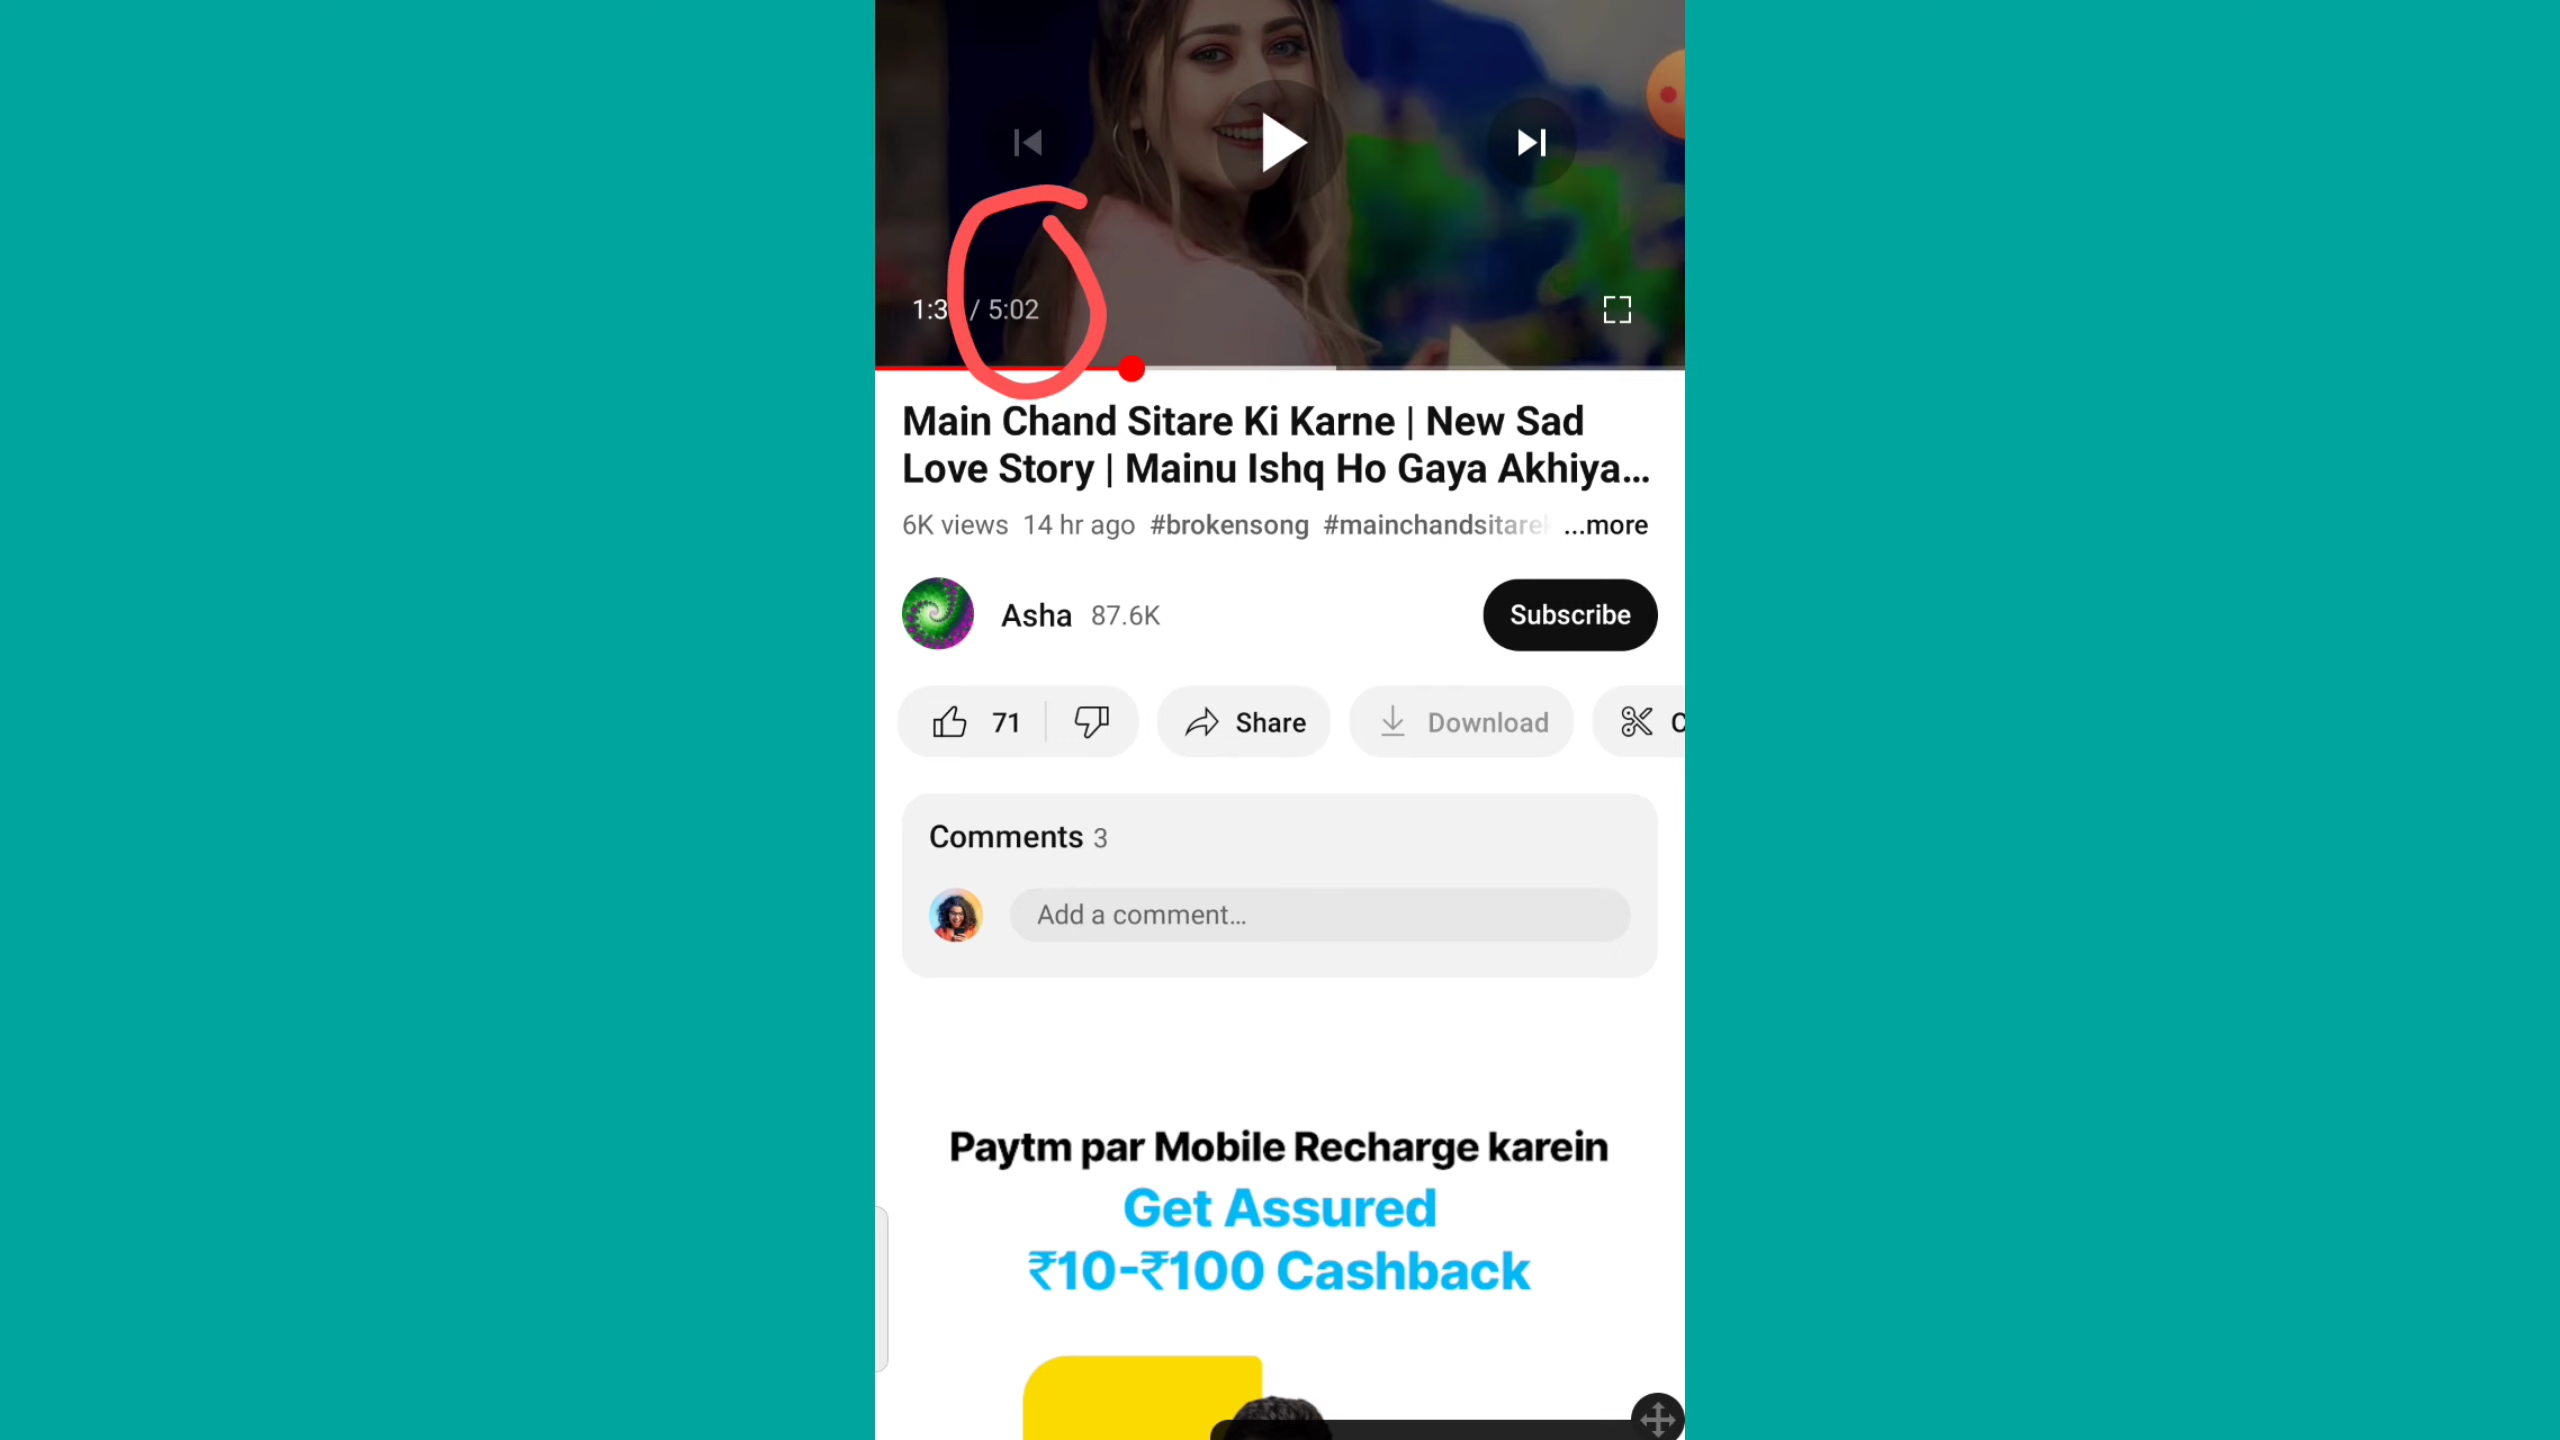 / 5:02
Main Chand Sitare Ki Karne | New Sad
Love Story | Mainu Ishq Ho Gaya Akhiya...
6K views 14 hr ago #brokensong ...more
Asha 87.6K
Subscribe
71 Share Download
Comments 3
Add a comment...
Paytm par Mobile Recharge karein
Get Assured
₹10-₹100 Cashback